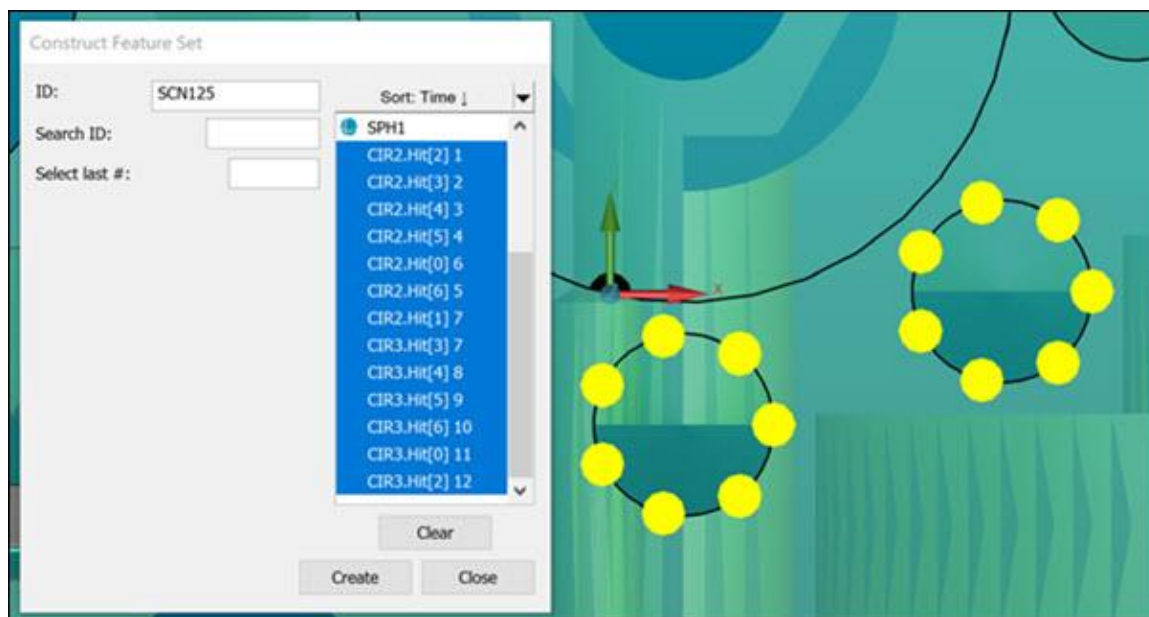 Construct Feature Set
ID: SCN125
Sort: Time ↓
Search ID:
Select last #:
SPH1
CIR2.Hit[2] 1
CIR2.Hit[3] 2
CIR2.Hit[4] 3
CIR2.Hit[5] 4
CIR2.Hit[0] 6
CIR2.Hit[6] 5
CIR2.Hit[1] 7
CIR3.Hit[3] 7
CIR3.Hit[4] 8
CIR3.Hit[5] 9
CIR3.Hit[6] 10
CIR3.Hit[0] 11
CIR3.Hit[2] 12
Clear
Create Close
X